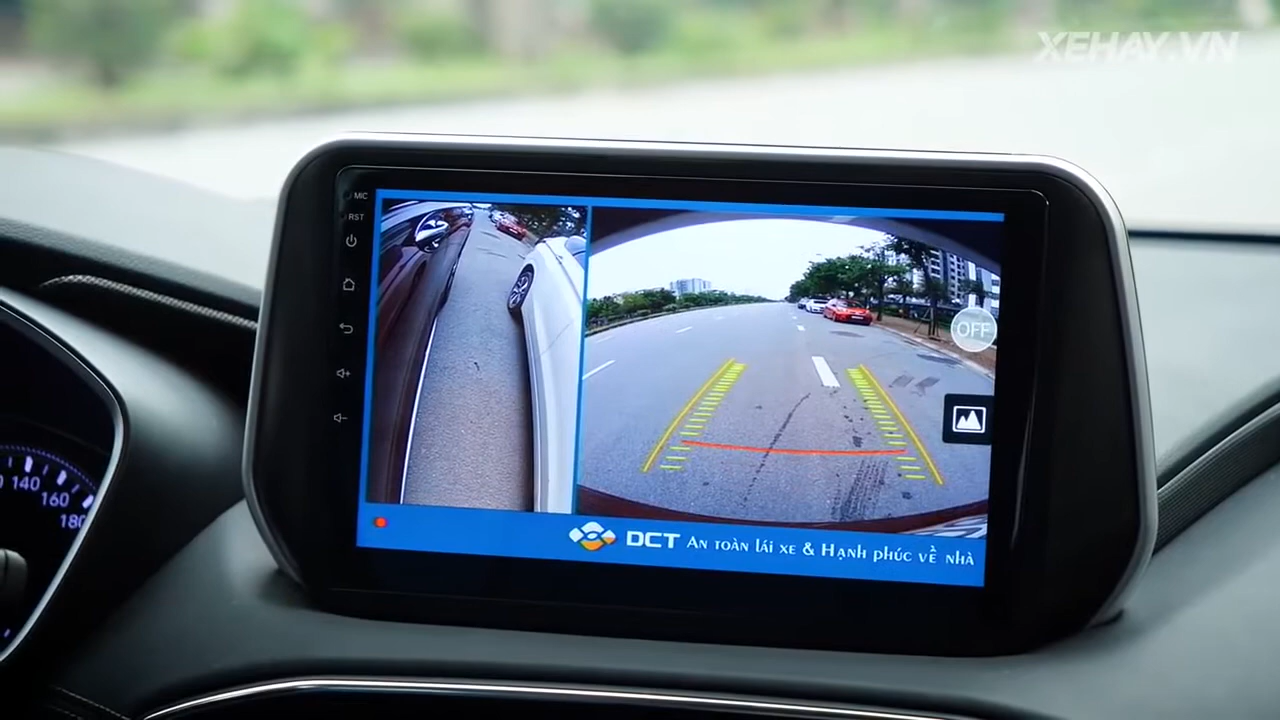 XEHAY.VN
MIC
RST
OFF
DCT An toàn lái xe & Hạnh phúc về nhà
140
160
180